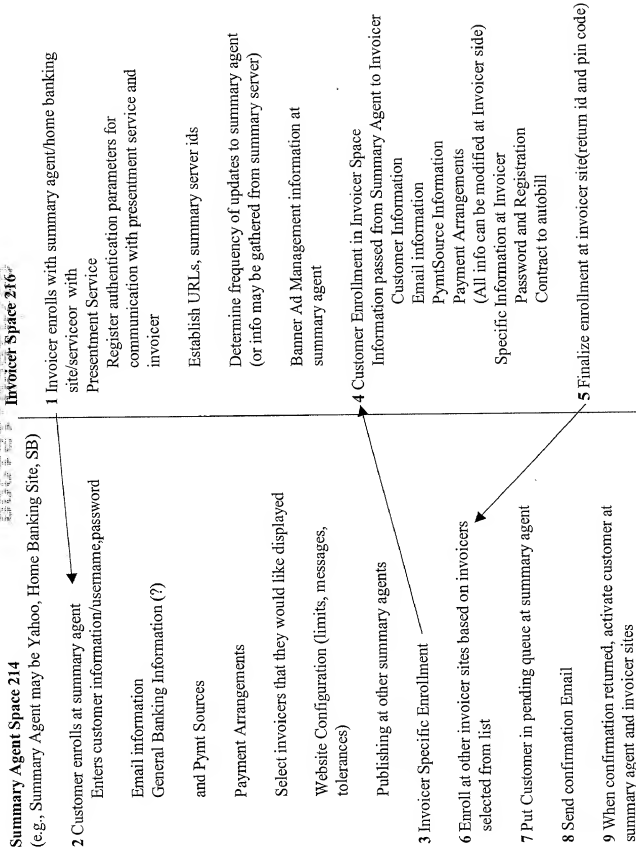 Summary Agent Space 214
(e.g., Summary Agent may be Yahoo, Home Banking Site, SB)
2 Customer enrolls at summary agent
Enters customer information/username,password
Email information
General Banking Information (?)
and Pymt Sources
Payment Arrangements
Select invoicers that they would like displayed
Website Configuration (limits, messages,
tolerances)
Publishing at other summary agents
3 Invoicer Specific Enrollment
6 Enroll at other invoicer sites based on invoicers
selected from list
7 Put Customer in pending queue at summary agent
8 Send confirmation Email
9 When confirmation returned, activate customer at
summary agent and invoicer sites
Invoicer Space 216
1 Invoicer enrolls with summary agent/home banking
site/serviceor with
Presentment Service
Register authentication parameters for
communication with presentment service and
invoicer
Establish URLs, summary server ids
Determine frequency of updates to summary agent
(or info may be gathered from summary server)
Banner Ad Management information at
summary agent
4 Customer Enrollment in Invoicer Space
Information passed from Summary Agent to Invoicer
Customer Information
Email information
PymtSource Information
Payment Arrangements
(All info can be modified at Invoicer side)
Specific Information at Invoicer
Password and Registration
Contract to autobill
5 Finalize enrollment at invoicer site(return id and pin code)